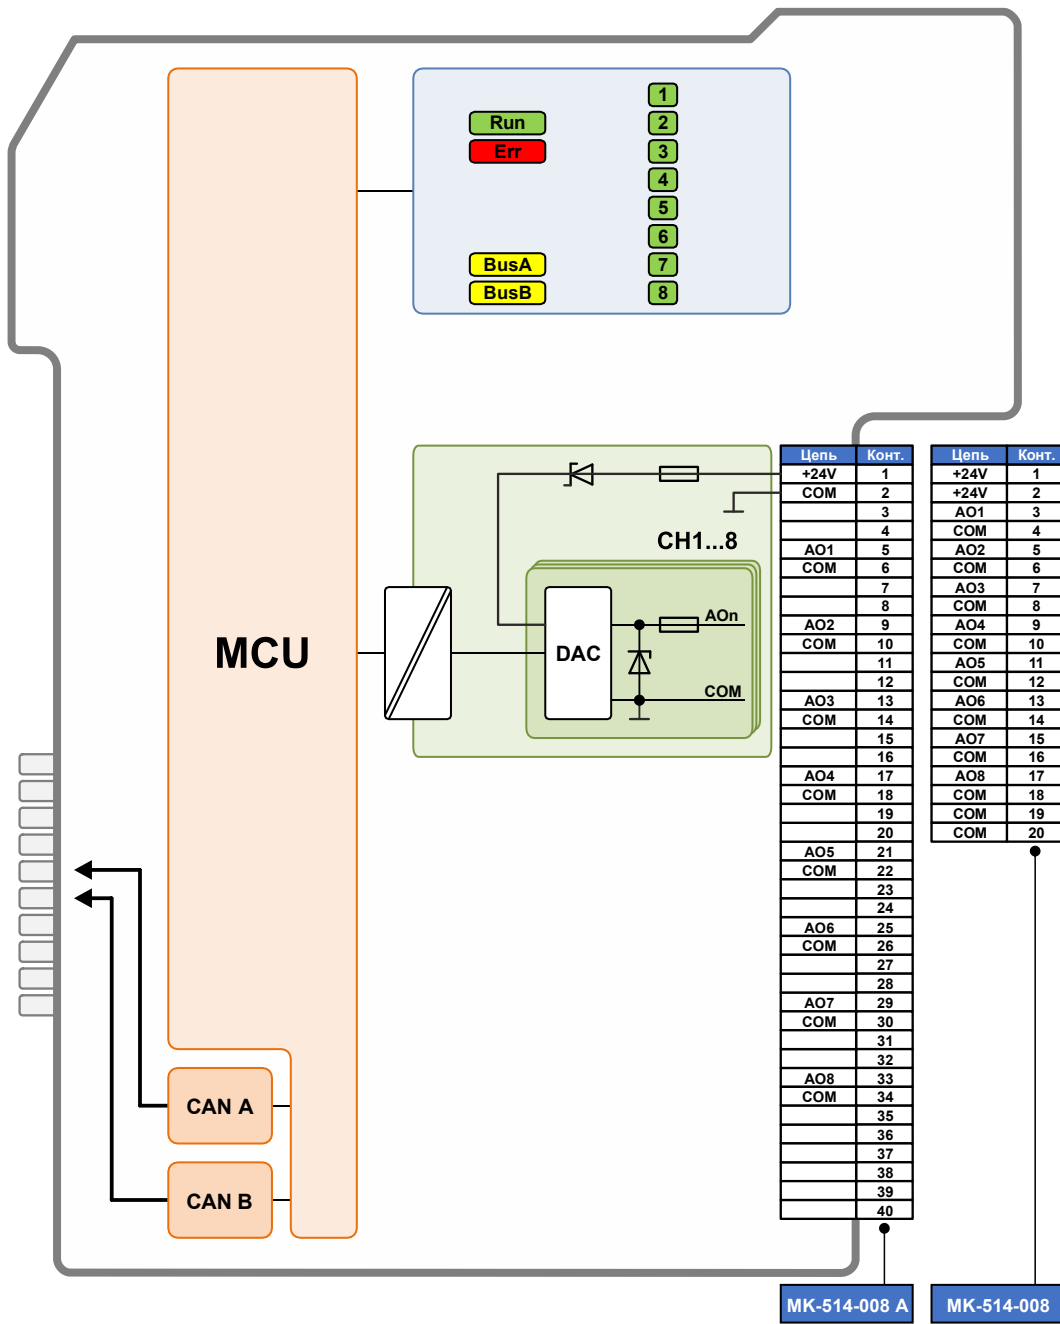 1
Run 2
Err 3
4
5
6
BusA 7
BusB 8
MCU
CH1...8
DAC
AOn
COM
CAN A
CAN B
Цепь Конт.
+24V 1
COM 2
3
4
AO1 5
COM 6
7
8
AO2 9
COM 10
11
12
AO3 13
COM 14
15
16
AO4 17
COM 18
19
20
AO5 21
COM 22
23
24
AO6 25
COM 26
27
28
AO7 29
COM 30
31
32
AO8 33
COM 34
35
36
37
38
39
40
MK-514-008 A
Цепь Конт.
+24V 1
+24V 2
AO1 3
COM 4
AO2 5
COM 6
AO3 7
COM 8
AO4 9
COM 10
AO5 11
COM 12
AO6 13
COM 14
AO7 15
COM 16
AO8 17
COM 18
COM 19
COM 20
MK-514-008